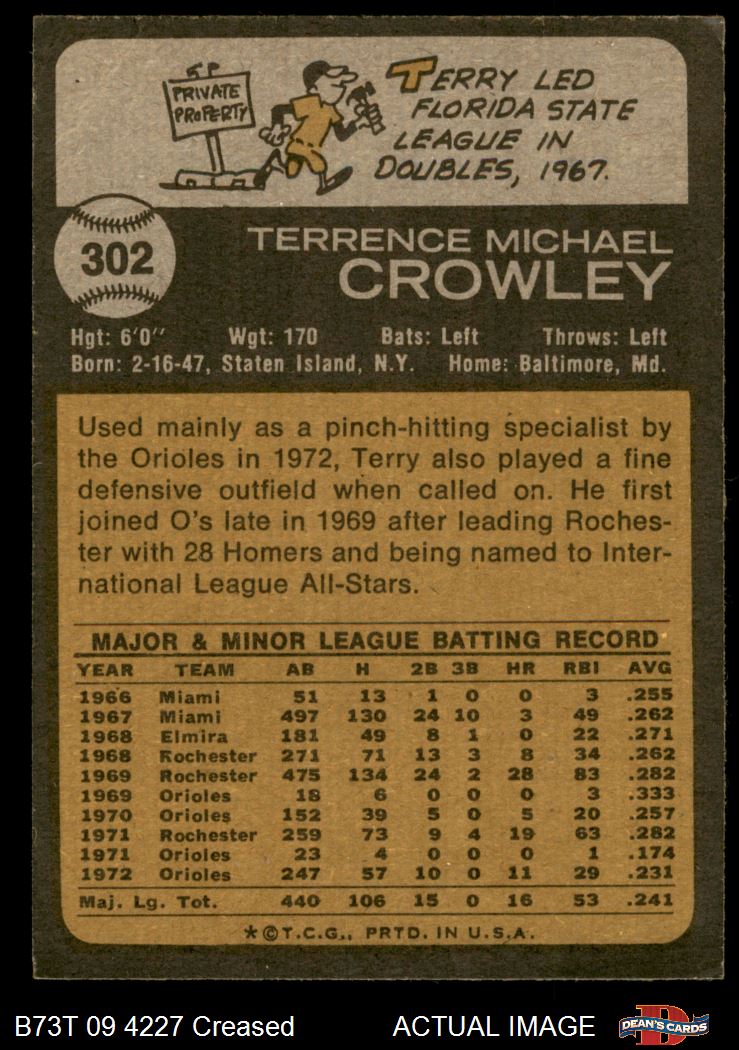 PRIVATE
PROPERTY
TERRY LED
FLORIDA STATE
LEAGUE IN
DOUBLES, 1967.
302
TERRENCE MICHAEL
CROWLEY
Hgt: 6'0" Wgt: 170 Bats: Left Throws: Left
Born: 2-16-47, Staten Island, N.Y. Home: Baltimore, Md.
Used mainly as a pinch-hitting specialist by
the Orioles in 1972, Terry also played a fine
defensive outfield when called on. He first
joined O's late in 1969 after leading Roches-
ter with 28 Homers and being named to Inter-
national League All-Stars.
MAJOR & MINOR LEAGUE BATTING RECORD
YEAR TEAM AB H 2B 3B HR RBI AVG
1966 Miami 51 13 1 0 0 3 .255
1967 Miami 497 130 24 10 3 49 .262
1968 Elmira 181 49 8 1 0 22 .271
1968 Rochester 271 71 13 3 8 34 .262
1969 Rochester 475 134 24 2 28 83 .282
1969 Orioles 18 6 0 0 0 3 .333
1970 Orioles 152 39 5 0 5 20 .257
1971 Rochester 259 73 9 4 19 63 .282
1971 Orioles 23 4 0 0 0 1 .174
1972 Orioles 247 57 10 0 11 29 .231
Maj. Lg. Tot. 440 106 15 0 16 53 .241
*©T.C.G., PRTD. IN U.S.A.
B73T 09 4227 Creased ACTUAL IMAGE
DEAN'S CARDS